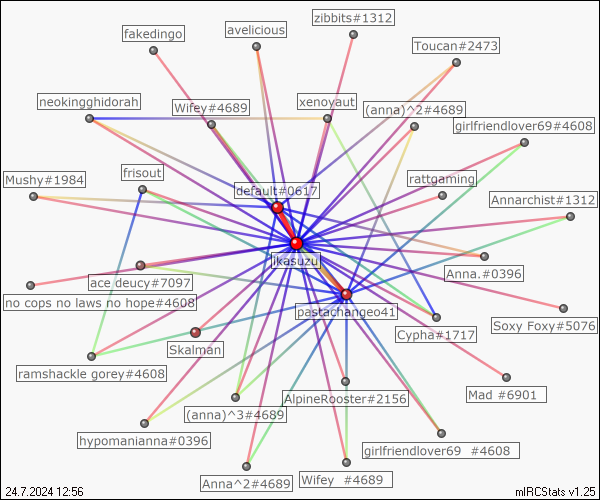 zibbits#1312
fakedingo
avelicious
Toucan#2473
neokingghidorah
Wifey#4689
xenoyaut
(anna)^2#4689
girlfriendlover69#4608
Mushy#1984
frisout
default#0617
rattgaming
Annarchist#1312
ikasuzu
Anna.#0396
ace deucy#7097
no cops no laws no hope#4608
pastachangeo41
Soxy Foxy#5076
Cypha#1717
Skalman
ramshackle gorey#4608
Mad #6901
AlpineRooster#2156
(anna)^3#4689
hypomanianna#0396
girlfriendlover69 #4608
Anna^2#4689
Wifey #4689
24.7.2024 12:56
mIRCStats v1.25